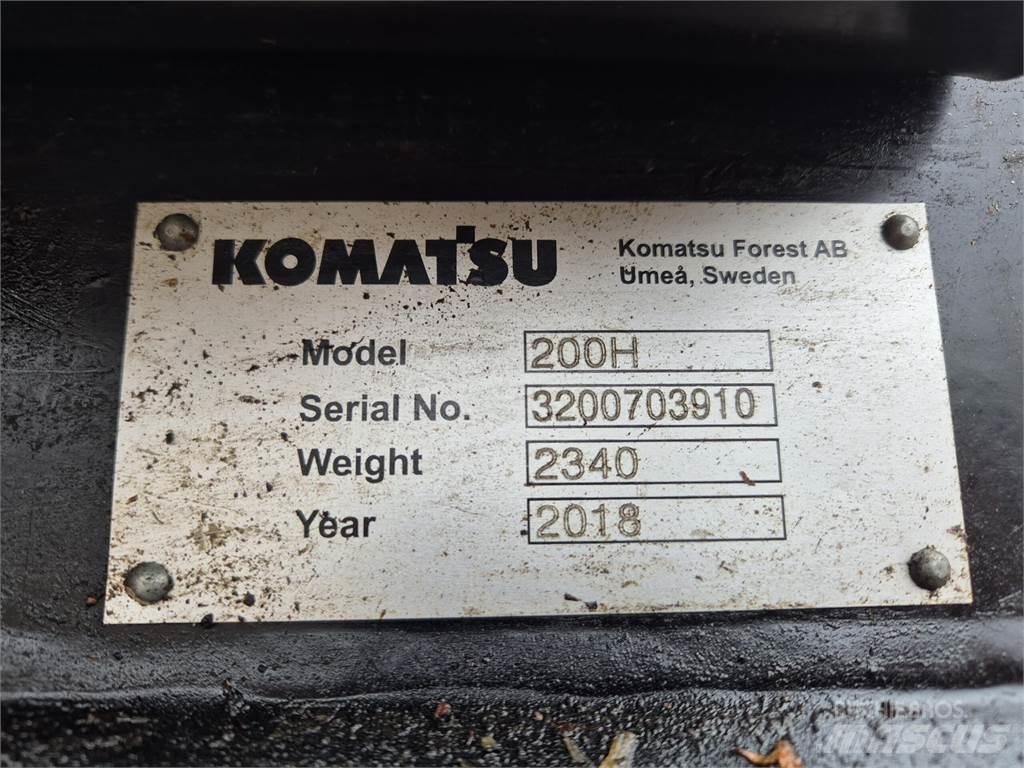 KOMATSU
Komatsu Forest AB
Umeå, Sweden
Model 200H
Serial No. 3200703910
Weight 2340
Year 2018
MASCUS